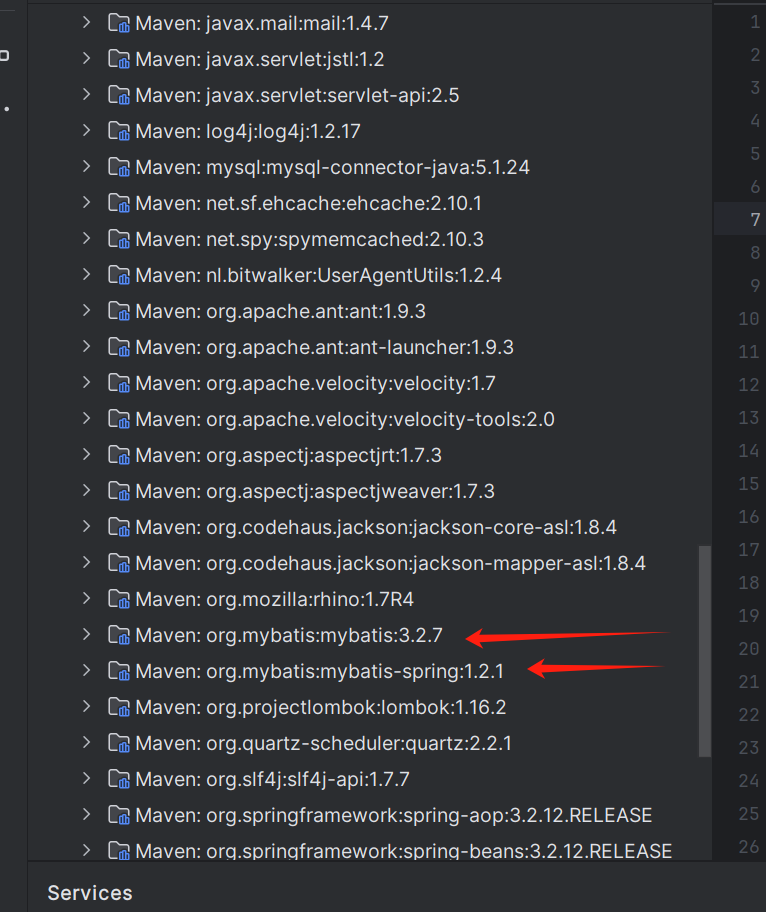 Maven: javax.mail:mail:1.4.7
Maven: javax.servlet:jstl:1.2
Maven: javax.servlet:servlet-api:2.5
Maven: log4j:log4j:1.2.17
Maven: mysql:mysql-connector-java:5.1.24
Maven: net.sf.ehcache:ehcache:2.10.1
Maven: net.spy:spymemcached:2.10.3
Maven: nl.bitwalker:UserAgentUtils:1.2.4
Maven: org.apache.ant:ant:1.9.3
Maven: org.apache.ant:ant-launcher:1.9.3
Maven: org.apache.velocity:velocity:1.7
Maven: org.apache.velocity:velocity-tools:2.0
Maven: org.aspectj:aspectjrt:1.7.3
Maven: org.aspectj:aspectjweaver:1.7.3
Maven: org.codehaus.jackson:jackson-core-asl:1.8.4
Maven: org.codehaus.jackson:jackson-mapper-asl:1.8.4
Maven: org.mozilla:rhino:1.7R4
Maven: org.mybatis:mybatis:3.2.7
Maven: org.mybatis:mybatis-spring:1.2.1
Maven: org.projectlombok:lombok:1.16.2
Maven: org.quartz-scheduler:quartz:2.2.1
Maven: org.slf4j:slf4j-api:1.7.7
Maven: org.springframework:spring-aop:3.2.12.RELEASE
Maven: org.springframework:spring-beans:3.2.12.RELEASE
Services
1
2
3
4
5
6
7
8
9
10
11
12
13
14
15
16
17
18
19
20
21
22
23
24
25
26